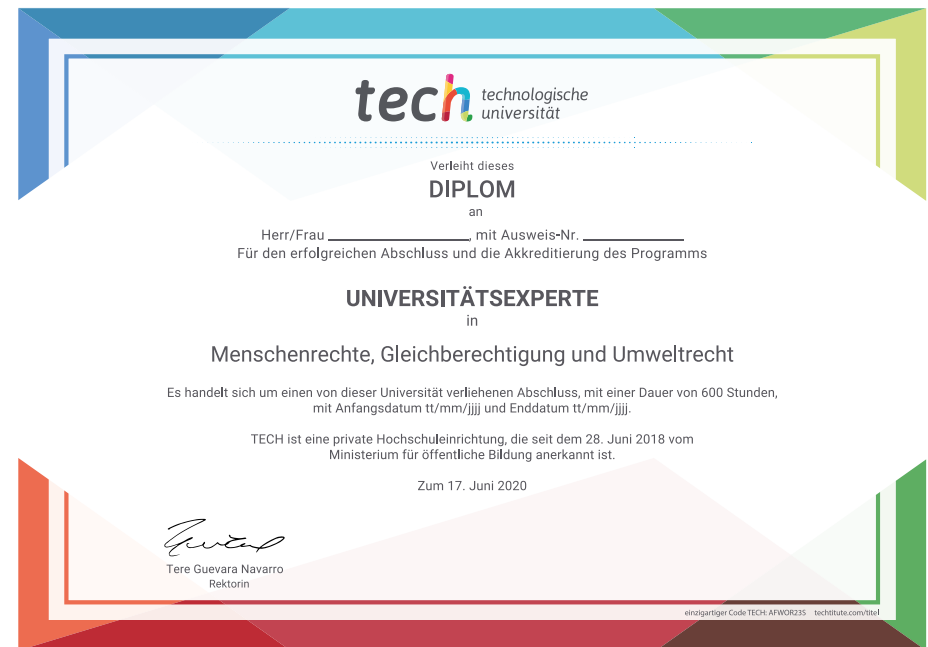 tech technologische
universität
Verleiht dieses
DIPLOM
an
Herr/Frau ____________________, mit Ausweis-Nr. ______________
Für den erfolgreichen Abschluss und die Akkreditierung des Programms
UNIVERSITÄTSEXPERTE
in
Menschenrechte, Gleichberechtigung und Umweltrecht
Es handelt sich um einen von dieser Universität verliehenen Abschluss, mit einer Dauer von 600 Stunden,
mit Anfangsdatum tt/mm/jjjj und Enddatum tt/mm/jjjj.
TECH ist eine private Hochschuleinrichtung, die seit dem 28. Juni 2018 vom
Ministerium für öffentliche Bildung anerkannt ist.
Zum 17. Juni 2020
Tere Guevara Navarro
Rektorin
einzigartiger Code TECH: AFWOR23S techtitute.com/titel